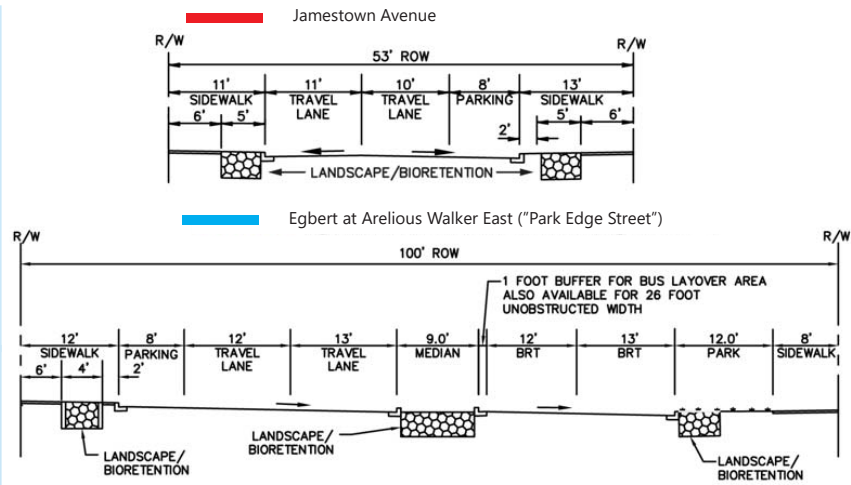 Jamestown Avenue
R/W
R/W
53' ROW
11'
11'
10'
8'
13'
SIDEWALK
TRAVEL
LANE
TRAVEL
LANE
PARKING
SIDEWALK
6'
5'
2'
5'
6'
LANDSCAPE/BIORETENTION
Egbert at Arelious Walker East ("Park Edge Street")
R/W
R/W
100' ROW
1 FOOT BUFFER FOR BUS LAYOVER AREA
ALSO AVAILABLE FOR 26 FOOT
UNOBSTRUCTED WIDTH
12'
8'
12'
13'
9.0'
12'
13'
12.0'
8'
SIDEWALK
PARKING
TRAVEL
LANE
TRAVEL
LANE
MEDIAN
BRT
BRT
PARK
SIDEWALK
6'
4'
2'
LANDSCAPE/
BIORETENTION
LANDSCAPE/
BIORETENTION
LANDSCAPE/
BIORETENTION